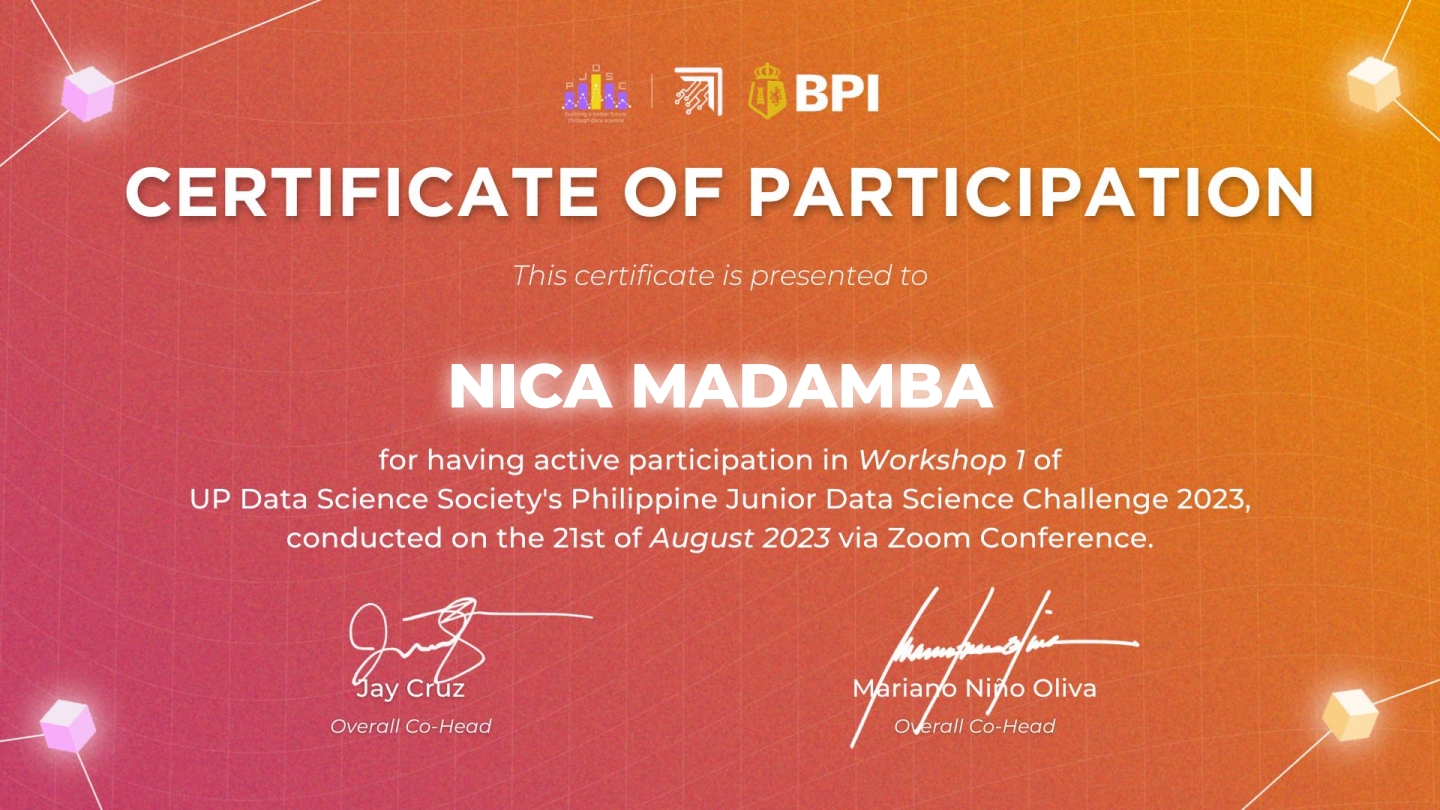 PJDSC
building a better future
through data science
BPI
CERTIFICATE OF PARTICIPATION
This certificate is presented to
NICA MADAMBA
for having active participation in Workshop 1 of
UP Data Science Society's Philippine Junior Data Science Challenge 2023,
conducted on the 21st of August 2023 via Zoom Conference.
Jay Cruz
Mariano Niño Oliva
Overall Co-Head
Overall Co-Head